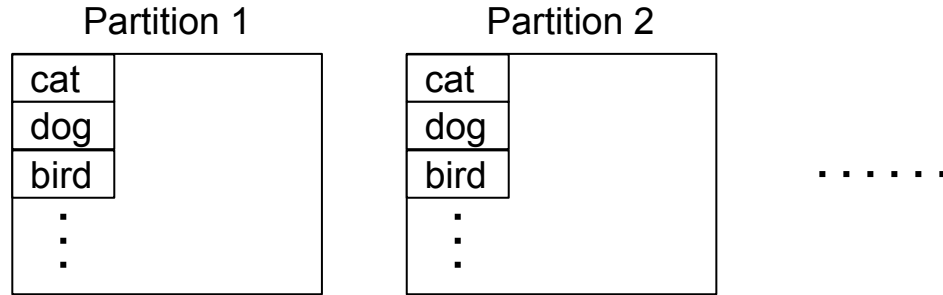 Partition 1
cat
dog
bird
Partition 2
cat
dog
bird